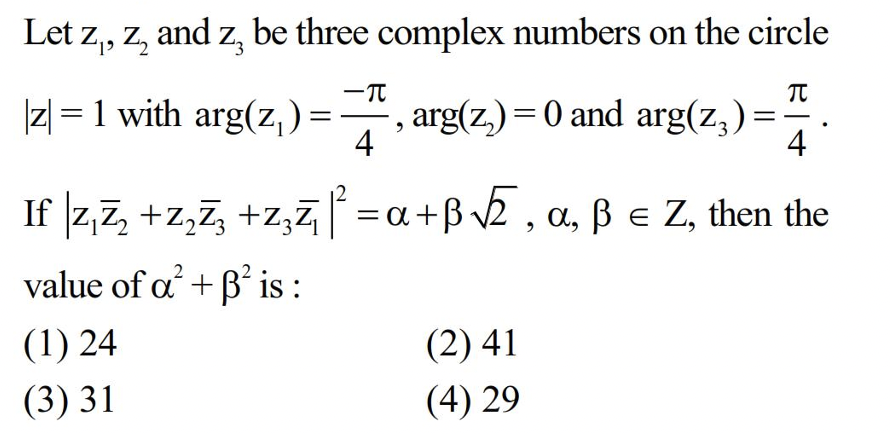 Let z₁, z₂ and z₃ be three complex numbers on the circle
|z| = 1 with arg(z₁) = −π/4, arg(z₂) = 0 and arg(z₃) = π/4.
If |z₁z̄₂ + z₂z̄₃ + z₃z̄₁|² = α + β√2, α, β ∈ Z, then the
value of α² + β² is :
(1) 24 (2) 41
(3) 31 (4) 29